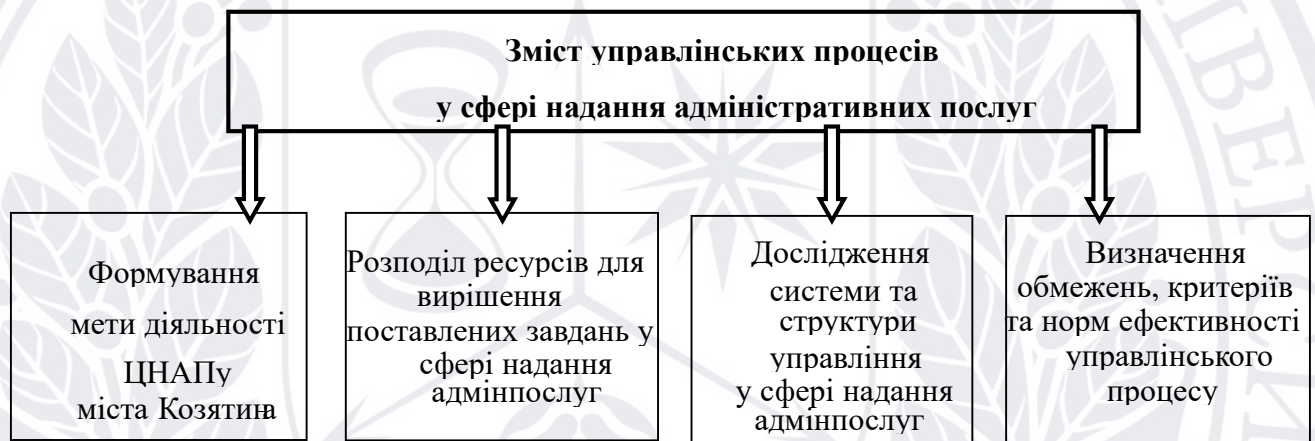 Зміст управлінських процесів
у сфері надання адміністративних послуг
Формування
мети діяльності
ЦНАПу
міста Козятина
Розподіл ресурсів для
вирішення
поставлених завдань у
сфері надання
адмінпослуг
Дослідження
системи та
структури
управління
у сфері надання
адмінпослуг
Визначення
обмежень, критеріїв
та норм ефективності
управлінського
процесу